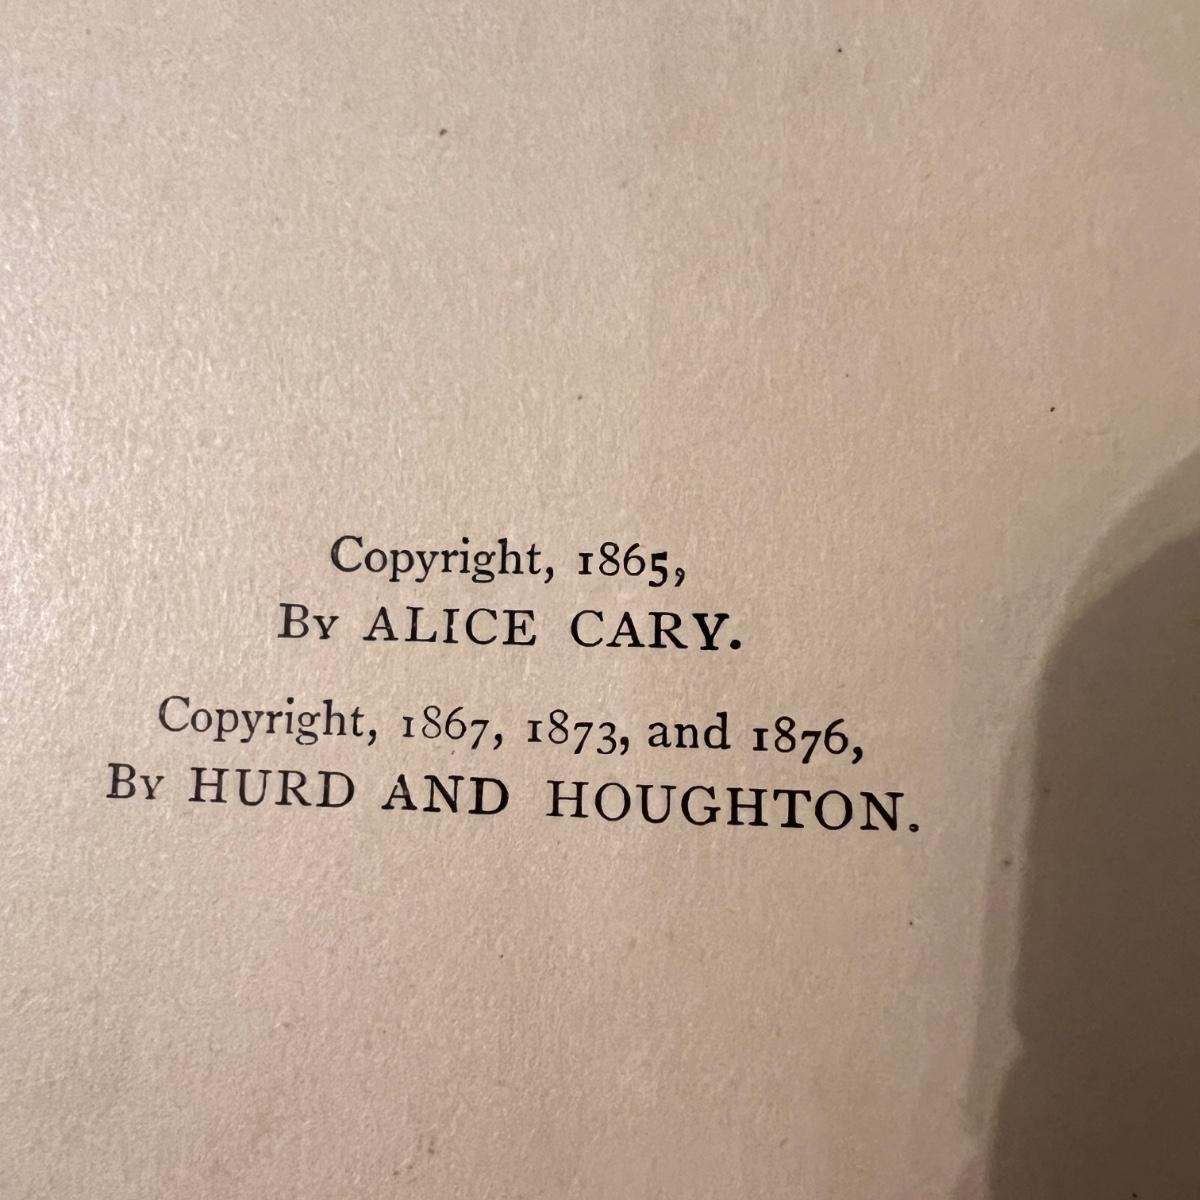 Copyright, 1865,
By ALICE CARY.
Copyright, 1867, 1873, and 1876,
By HURD AND HOUGHTON.